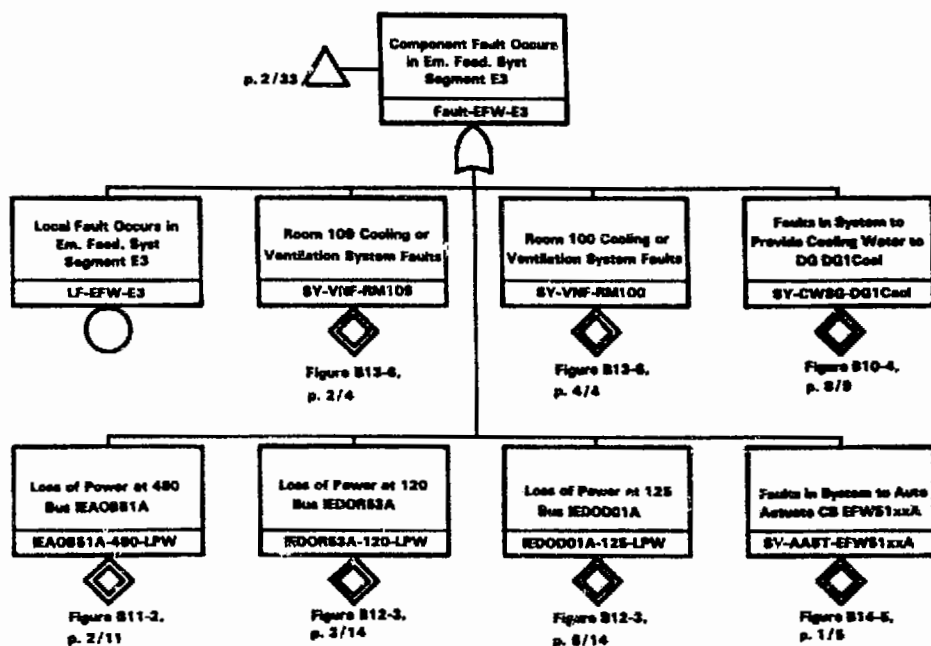 Component Fault Occurs
in Em. Feed. Syst
Segment E3
Fault-EFW-E3
p. 2/33
Local Fault Occurs in
Em. Feed. Syst
Segment E3
LF-EFW-E3
Room 109 Cooling or
Ventilation System Faults
SY-VNF-RM109
Figure B13-6,
p. 2/4
Room 100 Cooling or
Ventilation System Faults
SY-VNF-RM100
Figure B13-6,
p. 4/4
Faults in System to
Provide Cooling Water to
DG DG1Cool
SY-CWSG-DG1Cool
Figure B10-4,
p. 8/9
Loss of Power at 480
Bus IEAOB51A
IEAOB51A-480-LPW
Figure B11-2,
p. 2/11
Loss of Power at 120
Bus IEDOR53A
IEDOR53A-120-LPW
Figure B12-3,
p. 3/14
Loss of Power at 125
Bus IEDOD01A
IEDOD01A-125-LPW
Figure B12-3,
p. 6/14
Faults in System to Auto
Actuate CB EFW51xxA
SY-AAST-EFW51xxA
Figure B14-5,
p. 1/5